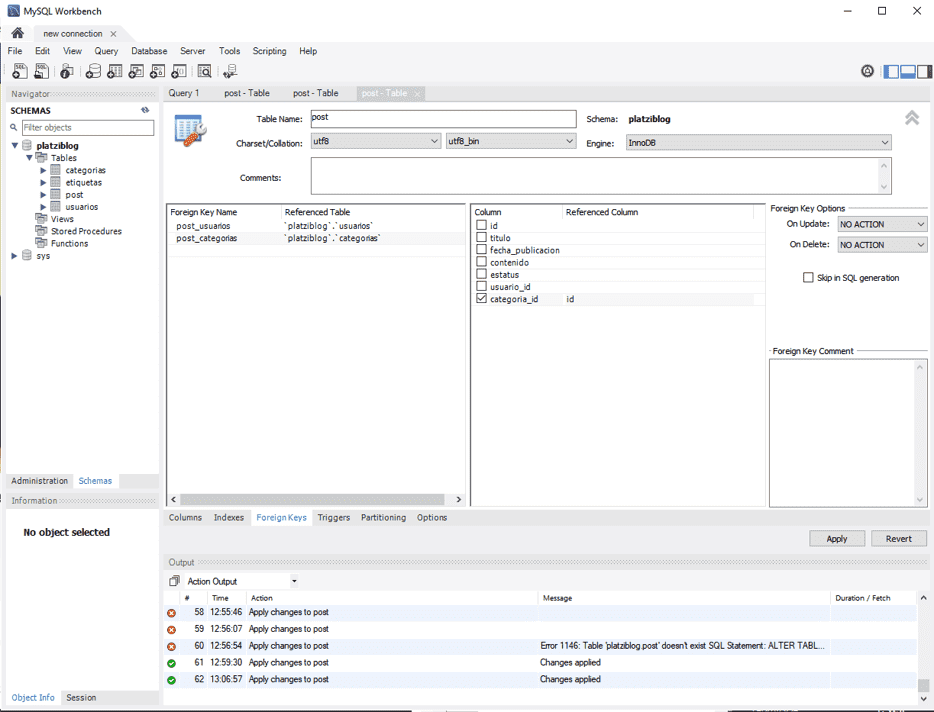 MySQL Workbench
new connection
File Edit View Query Database Server Tools Scripting Help
Navigator
SCHEMAS
Filter objects
platziblog
Tables
categorias
etiquetas
post
usuarios
Views
Stored Procedures
Functions
sys
Administration Schemas
Information
No object selected
Object Info Session
Query 1 post - Table post - Table post - Table
Table Name: post Schema: platziblog
Charset/Collation: utf8 utf8_bin Engine: InnoDB
Comments:
Foreign Key Name Referenced Table
post_usuarios `platziblog`.`usuarios`
post_categorias `platziblog`.`categorias`
Column Referenced Column
id
titulo
fecha_publicacion
contenido
estatus
usuario_id
categoria_id id
Foreign Key Options
On Update: NO ACTION
On Delete: NO ACTION
Skip in SQL generation
Foreign Key Comment
Columns Indexes Foreign Keys Triggers Partitioning Options
Apply Revert
Output
Action Output
# Time Action Message Duration / Fetch
58 12:55:46 Apply changes to post
59 12:56:07 Apply changes to post
60 12:56:54 Apply changes to post Error 1146: Table 'platziblog.post' doesn't exist SQL Statement: ALTER TABL...
61 12:59:30 Apply changes to post Changes applied
62 13:06:57 Apply changes to post Changes applied